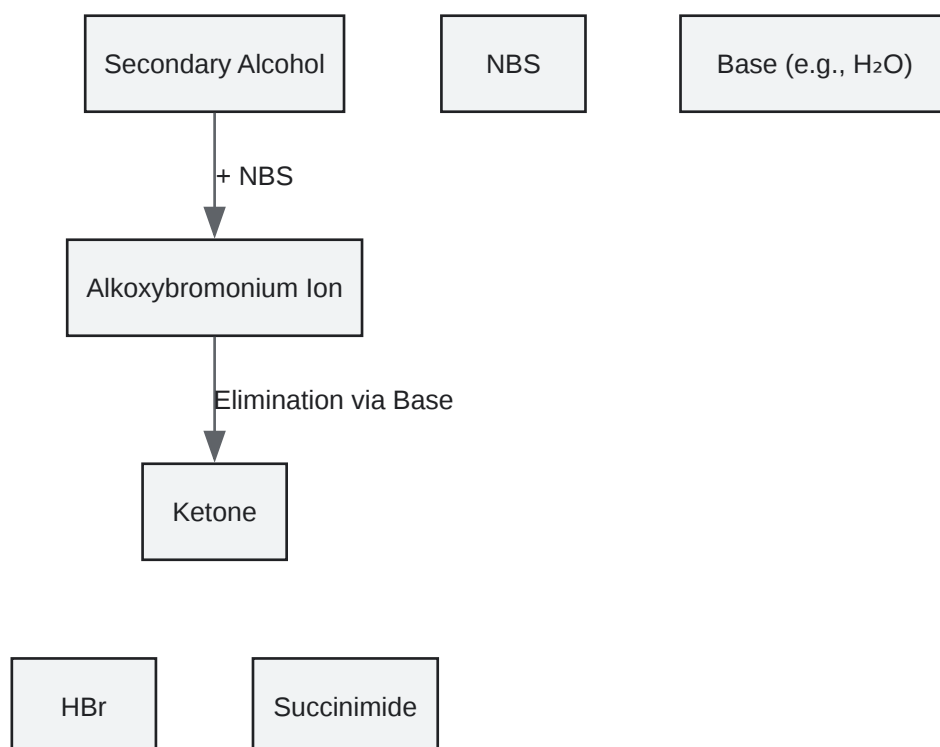 Secondary Alcohol
NBS
Base (e.g., H₂O)
+ NBS
Alkoxybromonium Ion
Elimination via Base
Ketone
HBr
Succinimide